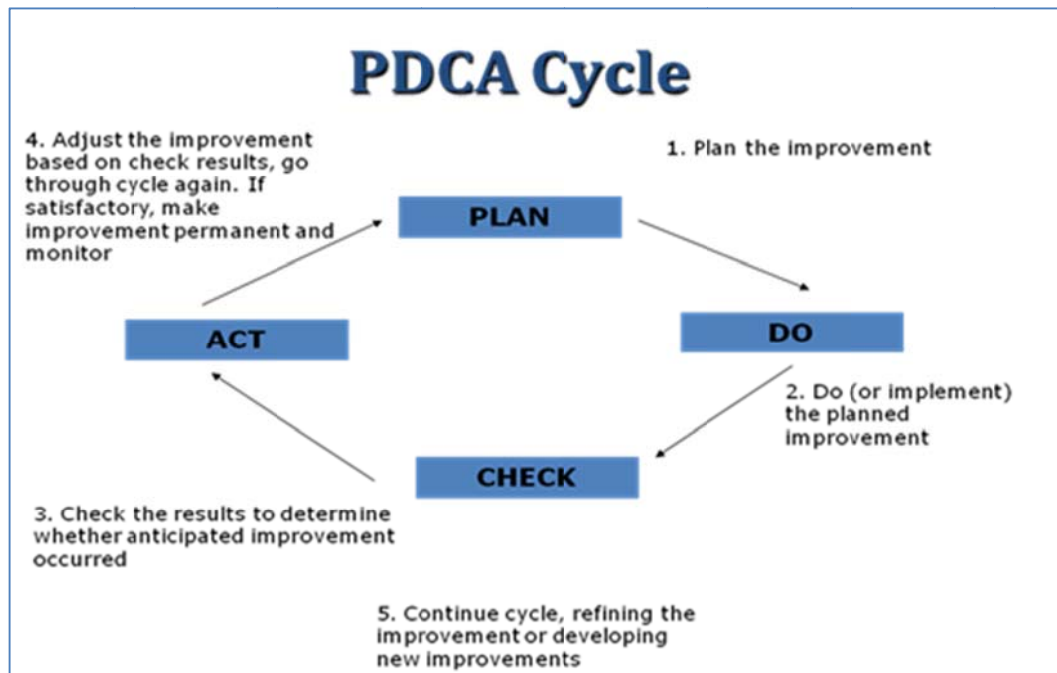 PDCA Cycle
4. Adjust the improvement
based on check results, go
through cycle again. If
satisfactory, make
improvement permanent and
monitor
1. Plan the improvement
PLAN
ACT
DO
2. Do (or implement)
the planned
improvement
CHECK
3. Check the results to determine
whether anticipated improvement
occurred
5. Continue cycle, refining the
improvement or developing
new improvements